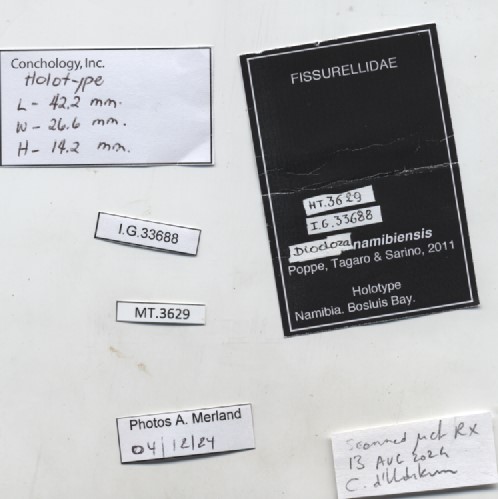 Conchology, Inc.
Holotype
L - 42.2 mm.
W - 26.6 mm.
H - 14.2 mm.
FISSURELLIDAE
MT.3629
I.G.33688
Diodora namibiensis
Poppe, Tagaro & Sarino, 2011
Holotype
Namibia. Bosluis Bay.
I.G.33688
MT.3629
Photos A. Merland
04/12/24
Scanned µct RX
13 AUG 2024
C.